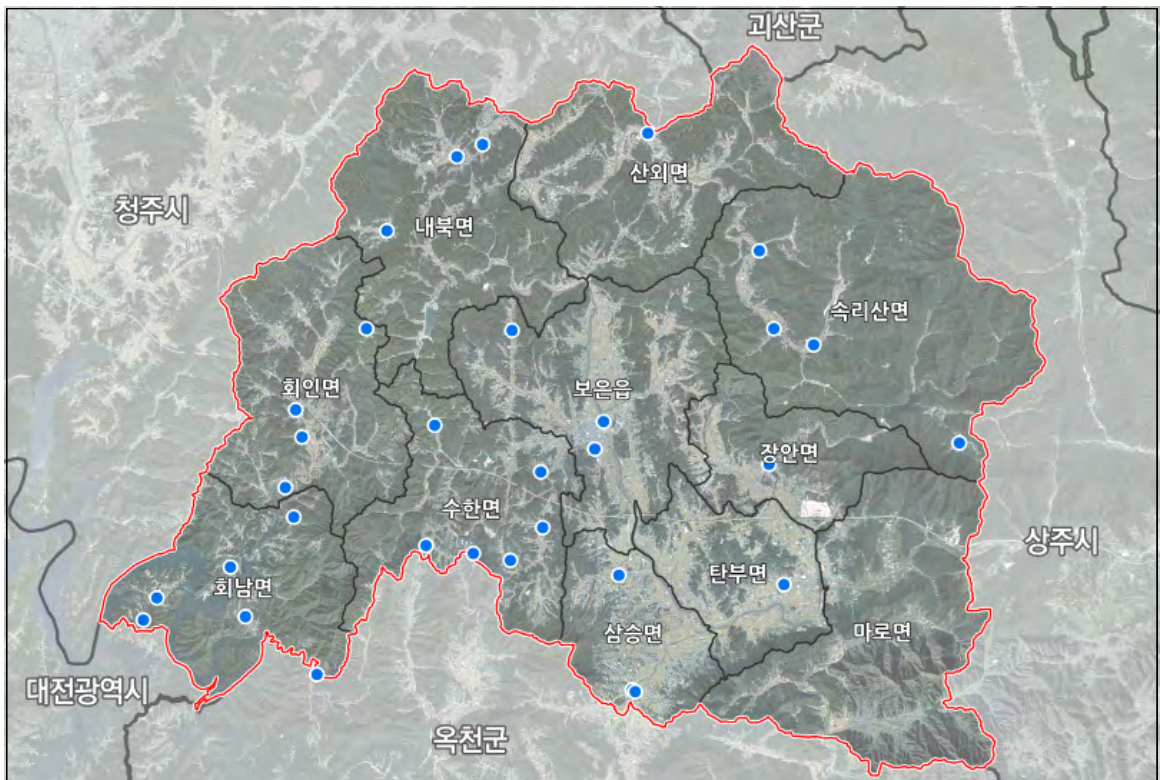 괴산군
산외면
청주시
내북면
속리산면
회인면
보은읍
장안면
수한면
상주시
탄부면
회남면
삼승면
마로면
대전광역시
옥천군